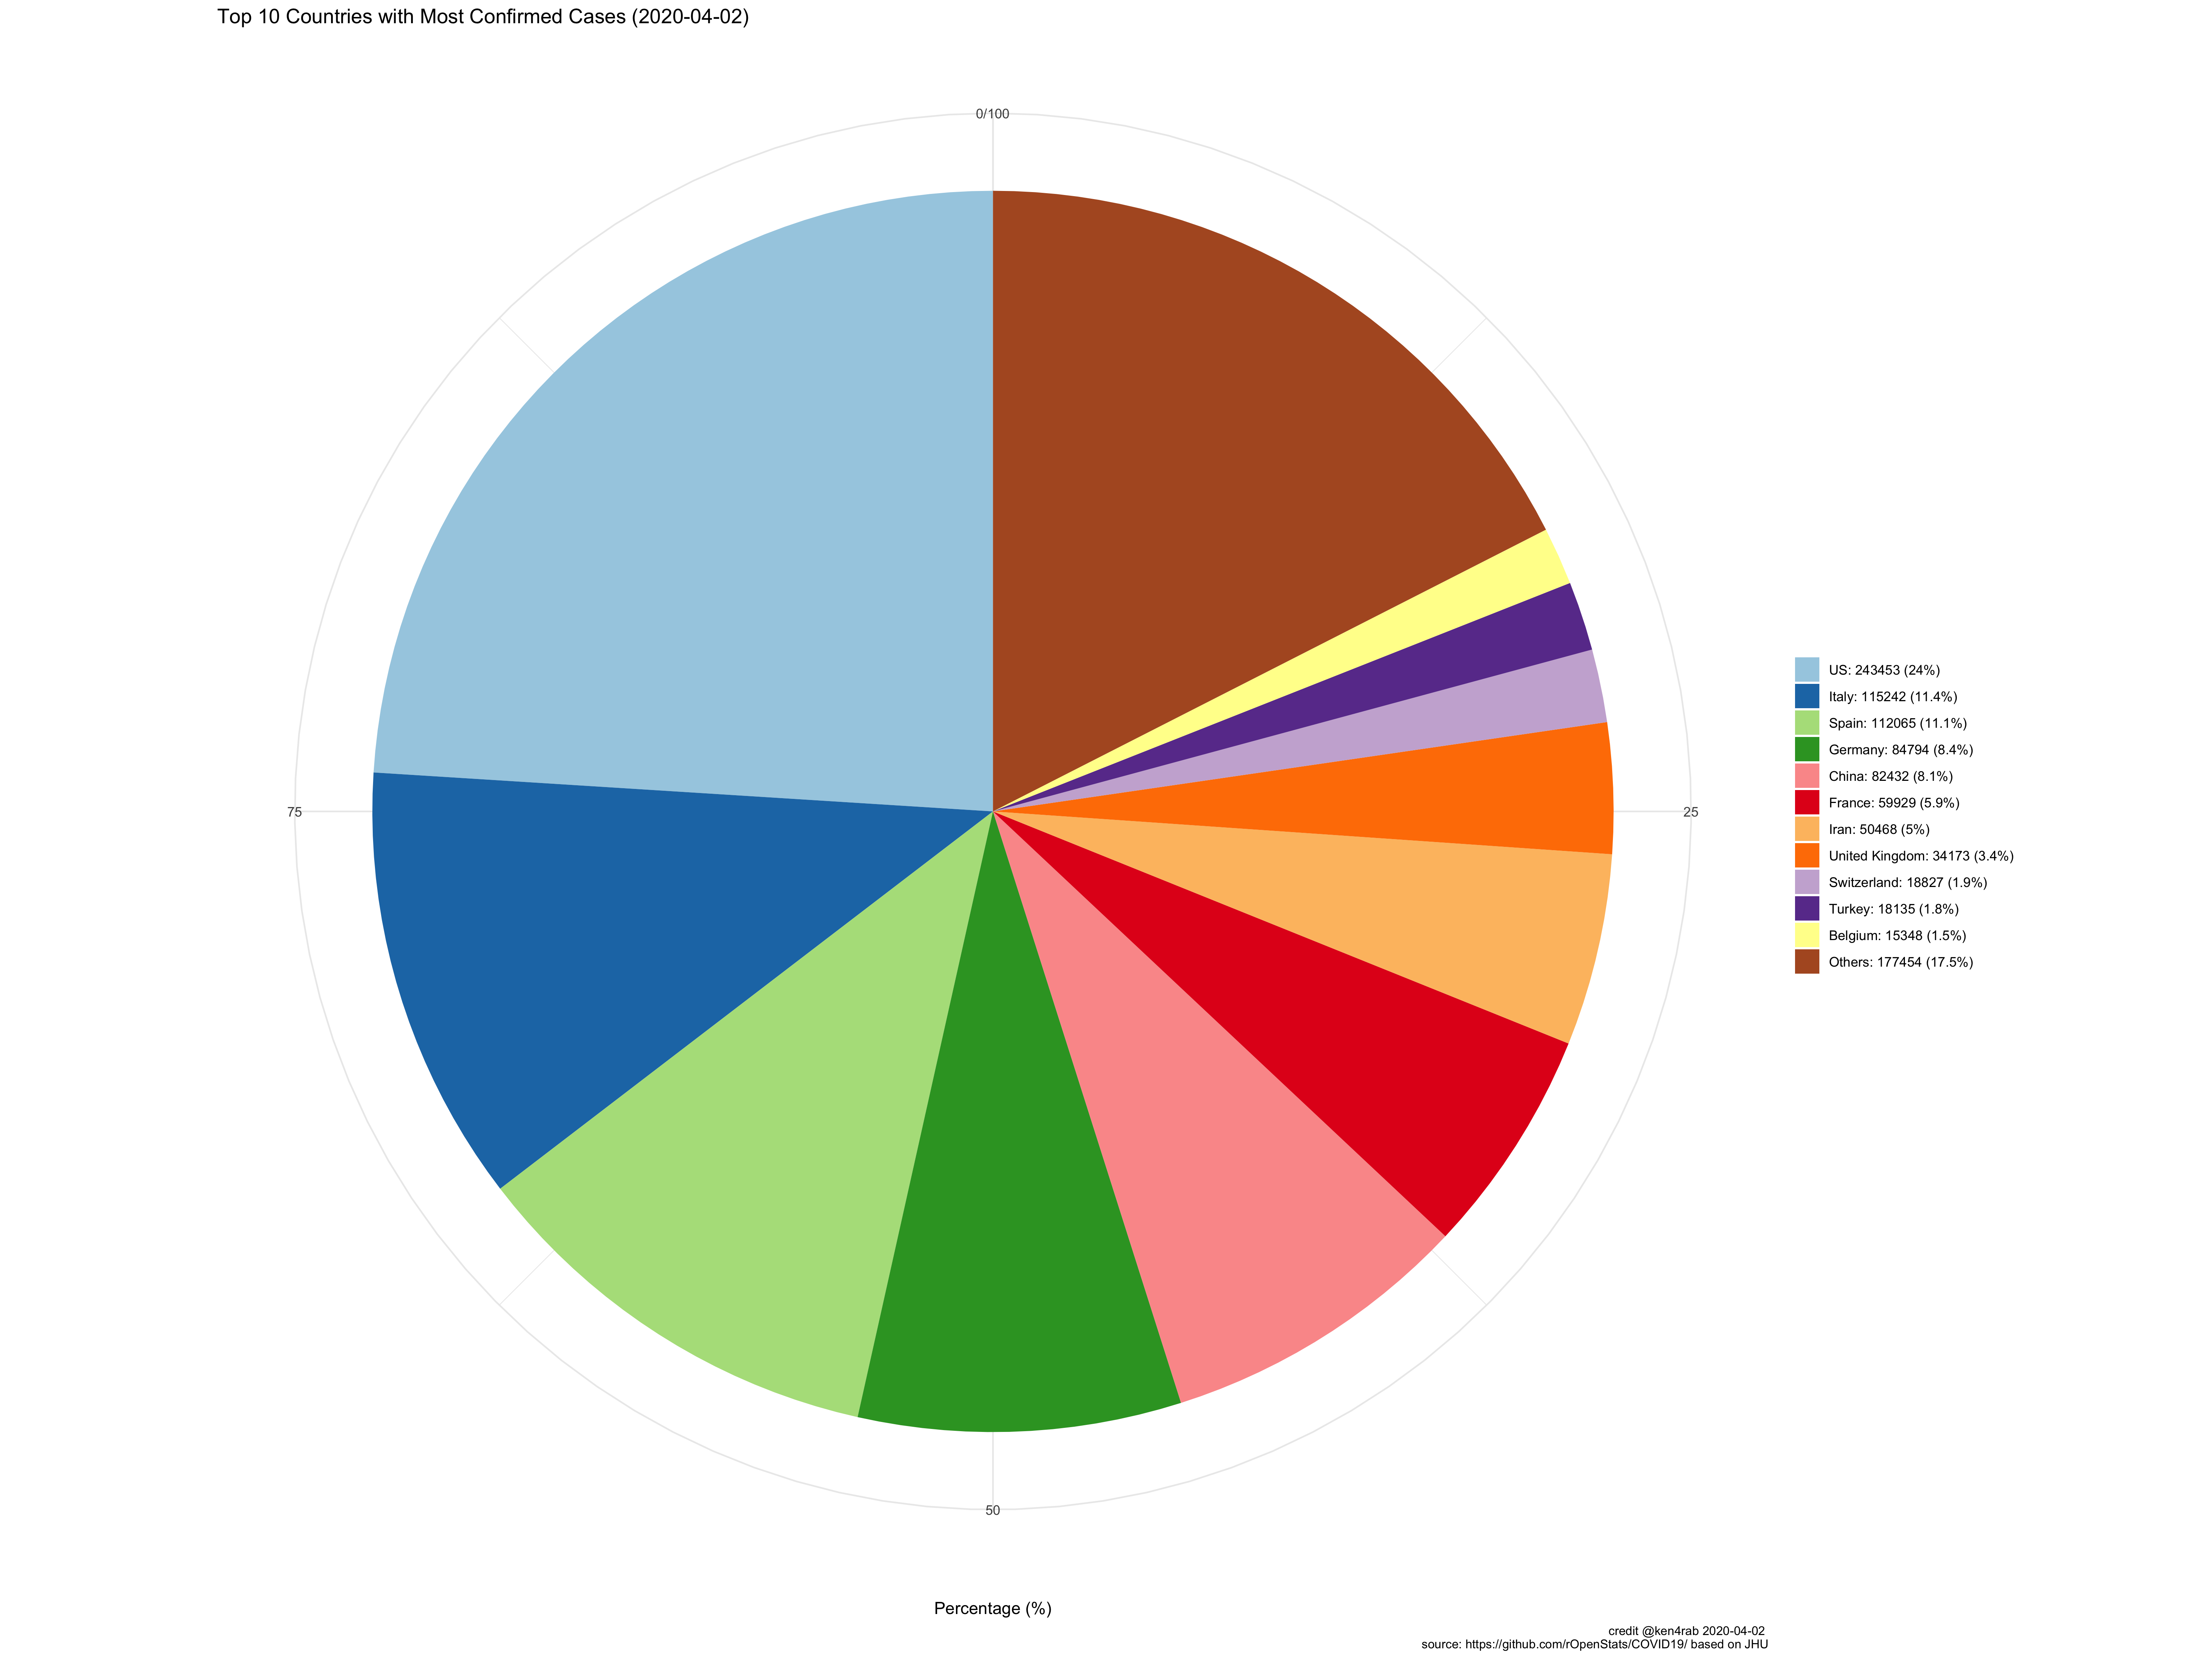 Top 10 Countries with Most Confirmed Cases (2020-04-02)
0/100
75
25
50
US: 243453 (24%)
Italy: 115242 (11.4%)
Spain: 112065 (11.1%)
Germany: 84794 (8.4%)
China: 82432 (8.1%)
France: 59929 (5.9%)
Iran: 50468 (5%)
United Kingdom: 34173 (3.4%)
Switzerland: 18827 (1.9%)
Turkey: 18135 (1.8%)
Belgium: 15348 (1.5%)
Others: 177454 (17.5%)
Percentage (%)
credit @ken4rab 2020-04-02
source: https://github.com/rOpenStats/COVID19/ based on JHU